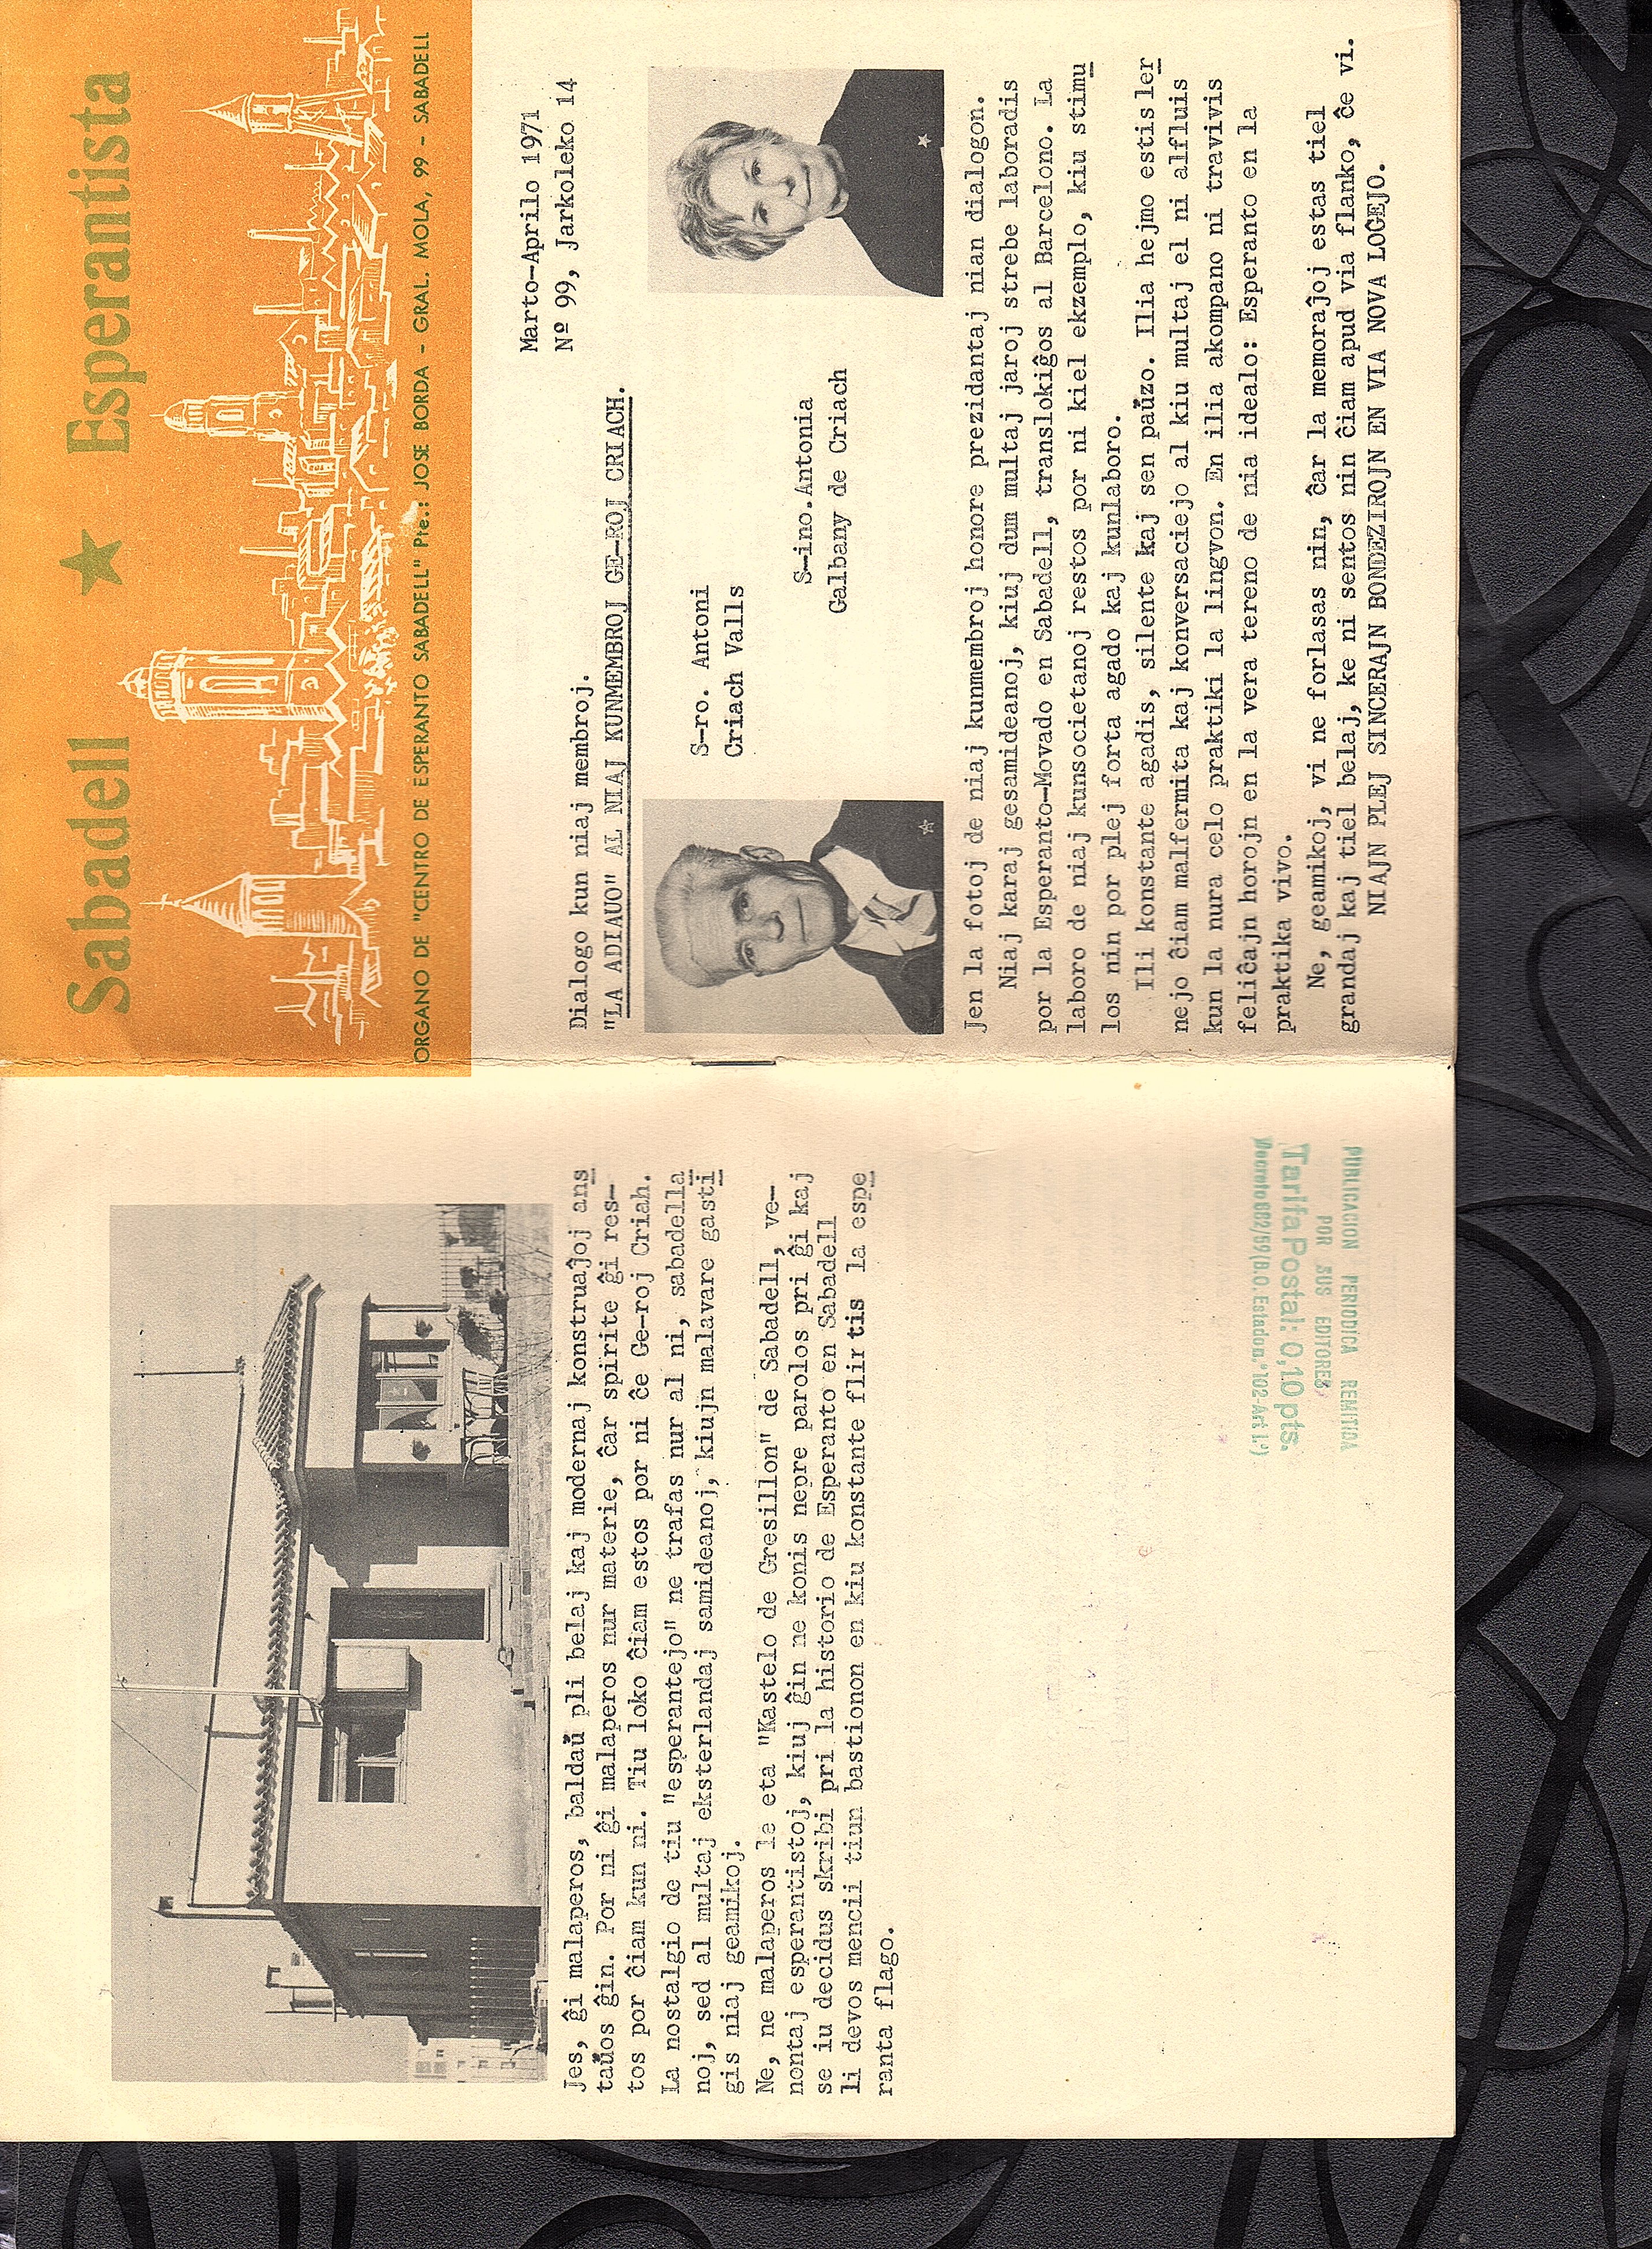 Sabadell ★ Esperantista
ORGANO DE "CENTRO DE ESPERANTO SABADELL" Pte.: JOSE BORDA - GRAL. MOLA, 99 - SABADELL
Marto-Aprilo 1971
Nº 99, Jarkoleko 14
Dialogo kun niaj membroj.
"LA ADIAUO" AL NIAJ KUNMEMBROJ GE-ROJ CRIACH.
S-ro. Antoni
Criach Valls
S-ino. Antonia
Galbany de Criach
Jen la fotoj de niaj kunmembroj honore prezidantaj nian dialogon.
Niaj karaj gesamideanoj, kiuj dum multaj jaroj strebe laboradis
por la Esperanto-Movado en Sabadell, translokiĝos al Barcelono. La
laboro de niaj kunsocietanoj restos por ni kiel ekzemplo, kiu stimu
los nin por plej forta agado kaj kunlaboro.
Ili konstante agadis, silente kaj sen paŭzo. Ilia hejmo estis ler
nejo ĉiam malfermita kaj konversaciejo al kiu multaj el ni alfluis
kun la nura celo praktiki la lingvon. En ilia akompano ni travivis
feliĉajn horojn en la vera tereno de nia idealo: Esperanto en la
praktika vivo.
Ne, geamikoj, vi ne forlasas nin, ĉar la memoraĵoj estas tiel
grandaj kaj tiel belaj, ke ni sentos nin ĉiam apud via flanko, ĉe vi.
NIAJN PLEJ SINCERAJN BONDEZIROJN EN VIA NOVA LOĜEJO.
Jes, ĝi malaperos, baldaŭ pli belaj kaj modernaj konstruaĵoj ans
taŭos ĝin. Por ni ĝi malaperos nur materie, ĉar spirite ĝi res-
tos por ĉiam kun ni. Tiu loko ĉiam estos por ni ĉe Ge-roj Criah.
La nostalgio de tiu "esperantejo" ne trafas nur al ni, sabadella
noj, sed al multaj eksterlandaj samideanoj, kiujn malavare gasti
gis niaj geamikoj.
Ne, ne malaperos la eta "Kastelo de Gresillon" de Sabadell, ve-
nontaj esperantistoj, kiuj ĝin ne konis nepre parolos pri ĝi kaj
se iu decidus skribi pri la historio de Esperanto en Sabadell
li devos mencii tiun bastionon en kiu konstante flirtis la espe
ranta flago.
PUBLICACION PERIODICA REMITIDA
POR SUS EDITORES
Tarifa Postal: 0,10 pts.
Decreto 682/59 (B.O. Estado n.º 102-Art 1.º)